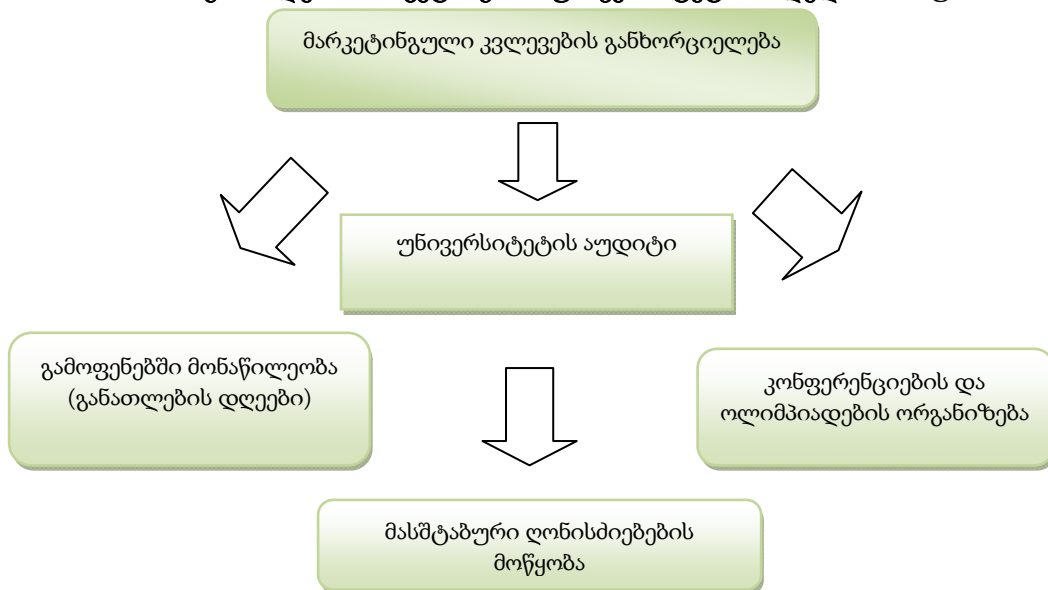 მარკეტინგული კვლევების განხორციელება
უნივერსიტეტის აუდიტი
გამოფენებში მონაწილეობა
(განათლების დღეები)
კონფერენციების და
ოლიმპიადების ორგანიზება
მასშტაბური ღონისძიებების
მოწყობა